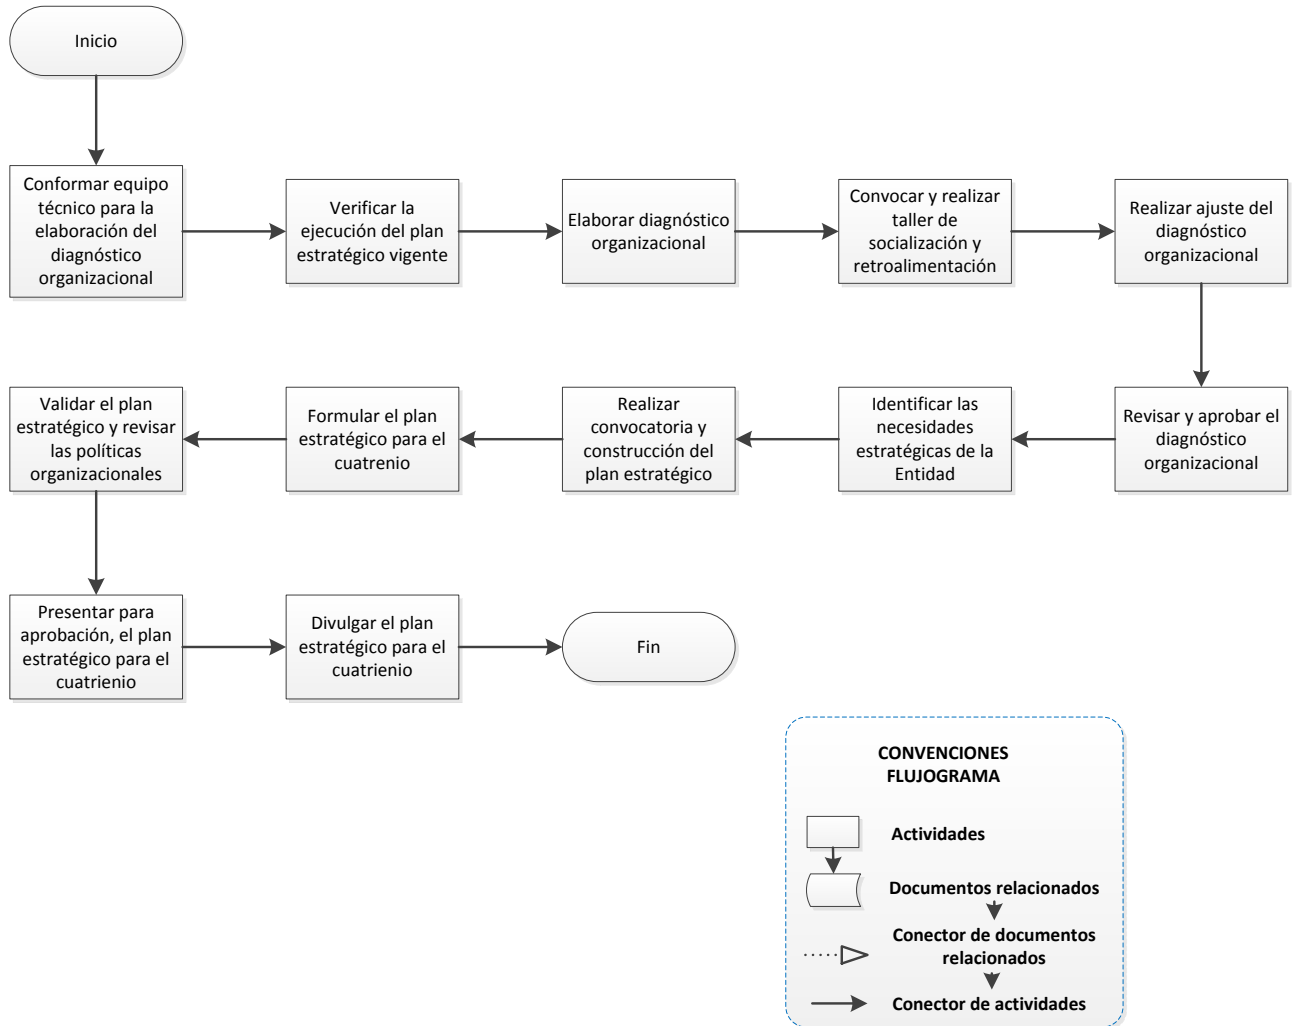 Inicio
Conformar equipo
técnico para la
elaboración del
diagnóstico
organizacional
Verificar la
ejecución del plan
estratégico vigente
Elaborar diagnóstico
organizacional
Convocar y realizar
taller de
socialización y
retroalimentación
Realizar ajuste del
diagnóstico
organizacional
Revisar y aprobar el
diagnóstico
organizacional
Identificar las
necesidades
estratégicas de la
Entidad
Realizar
convocatoria y
construcción del
plan estratégico
Formular el plan
estratégico para el
cuatrenio
Validar el plan
estratégico y revisar
las políticas
organizacionales
Presentar para
aprobación, el plan
estratégico para el
cuatrienio
Divulgar el plan
estratégico para el
cuatrienio
Fin
CONVENCIONES
FLUJOGRAMA
Actividades
Documentos relacionados
Conector de documentos
relacionados
Conector de actividades